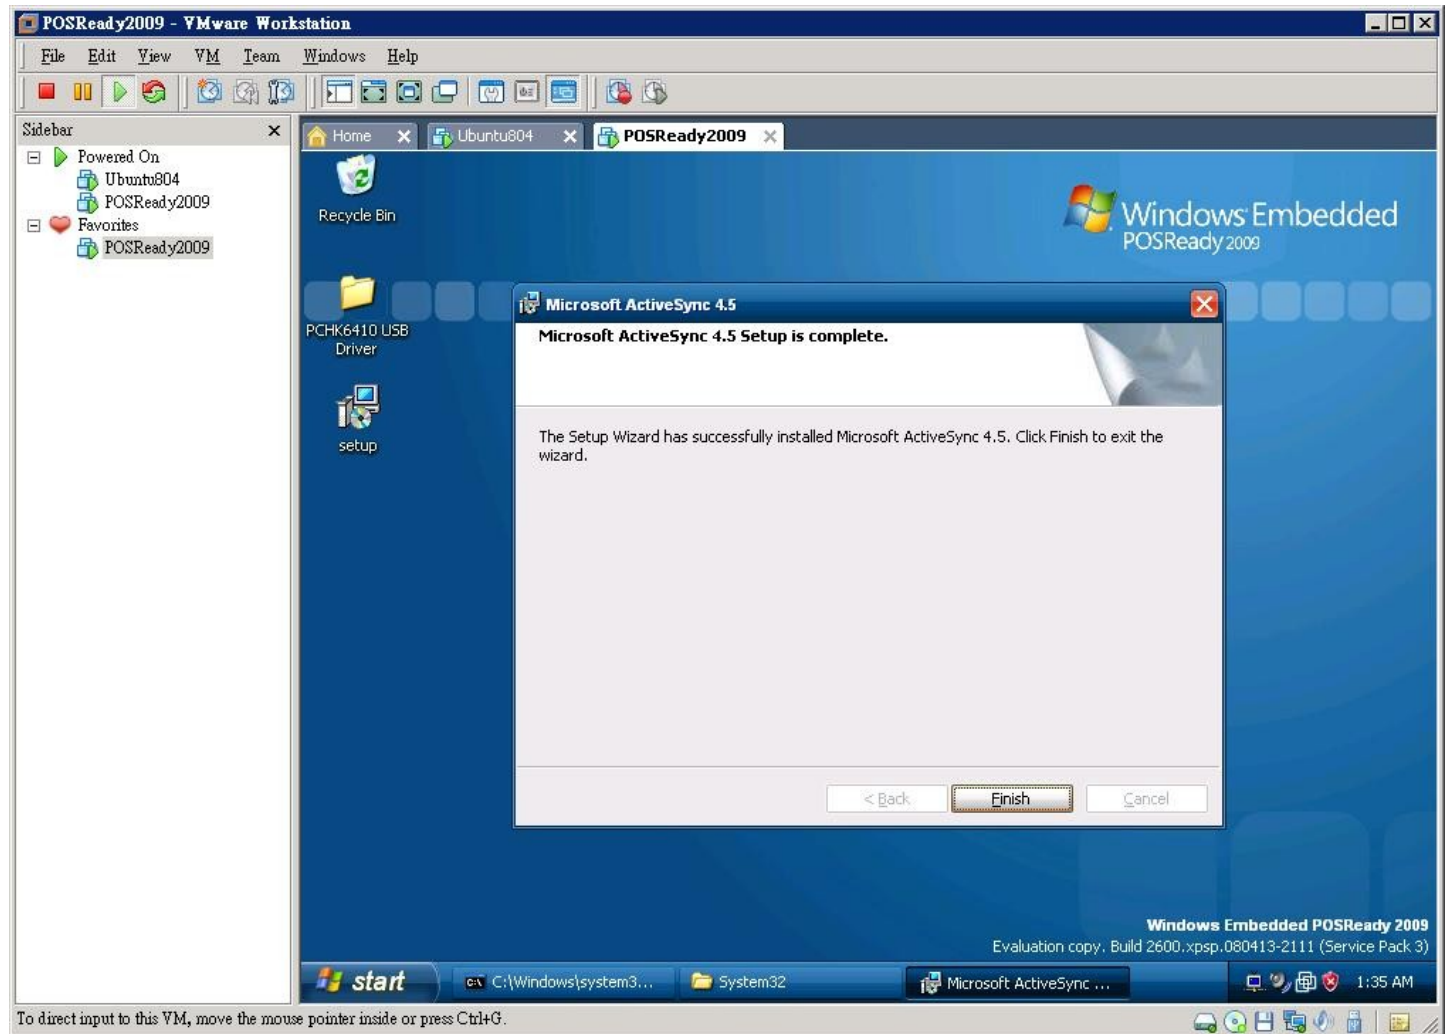 POSReady2009 - VMware Workstation
File Edit View VM Team Windows Help
Sidebar
Powered On
Ubuntu804
POSReady2009
Favorites
POSReady2009
Home
Ubuntu804
POSReady2009
Recycle Bin
Windows Embedded
POSReady 2009
PCHK6410 USB
Driver
setup
Microsoft ActiveSync 4.5
Microsoft ActiveSync 4.5 Setup is complete.
The Setup Wizard has successfully installed Microsoft ActiveSync 4.5. Click Finish to exit the
wizard.
< Back Finish Cancel
Windows Embedded POSReady 2009
Evaluation copy. Build 2600.xpsp.080413-2111 (Service Pack 3)
start C:\Windows\system3... System32 Microsoft ActiveSync ... 1:35 AM
To direct input to this VM, move the mouse pointer inside or press Ctrl+G.